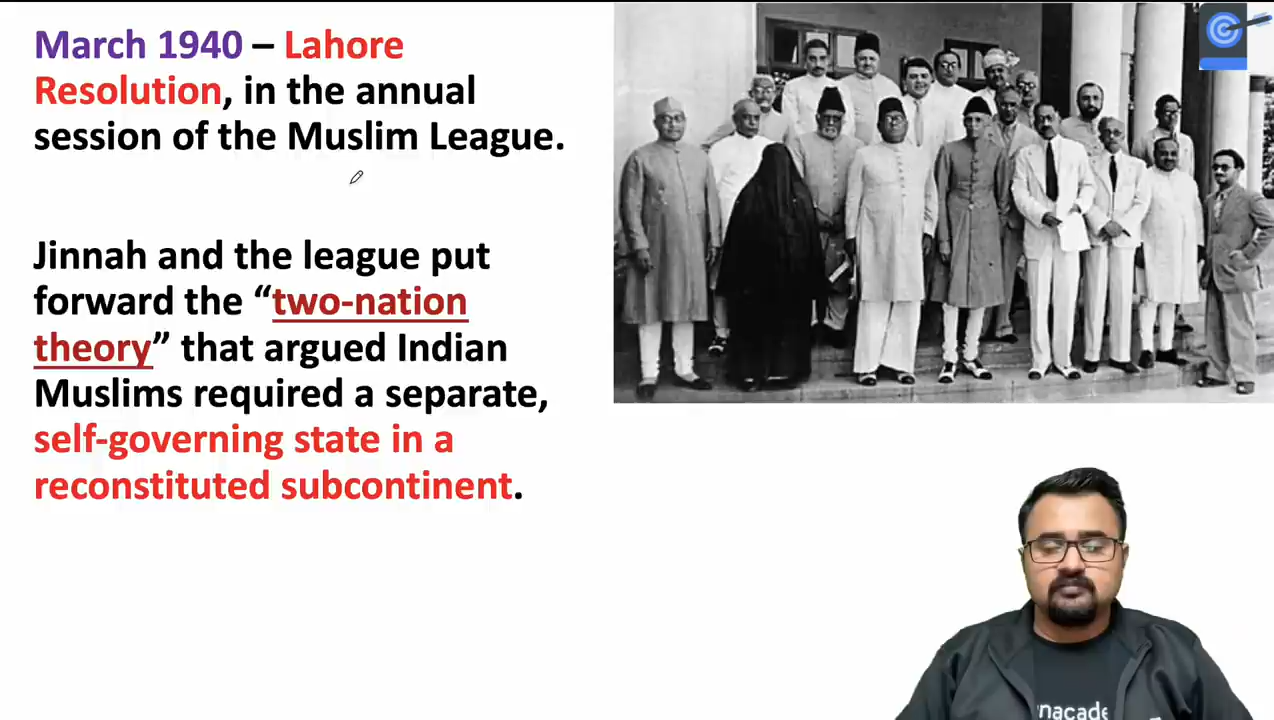 March 1940 – Lahore
Resolution, in the annual
session of the Muslim League.
Jinnah and the league put
forward the “two-nation
theory” that argued Indian
Muslims required a separate,
self-governing state in a
reconstituted subcontinent.
nacade